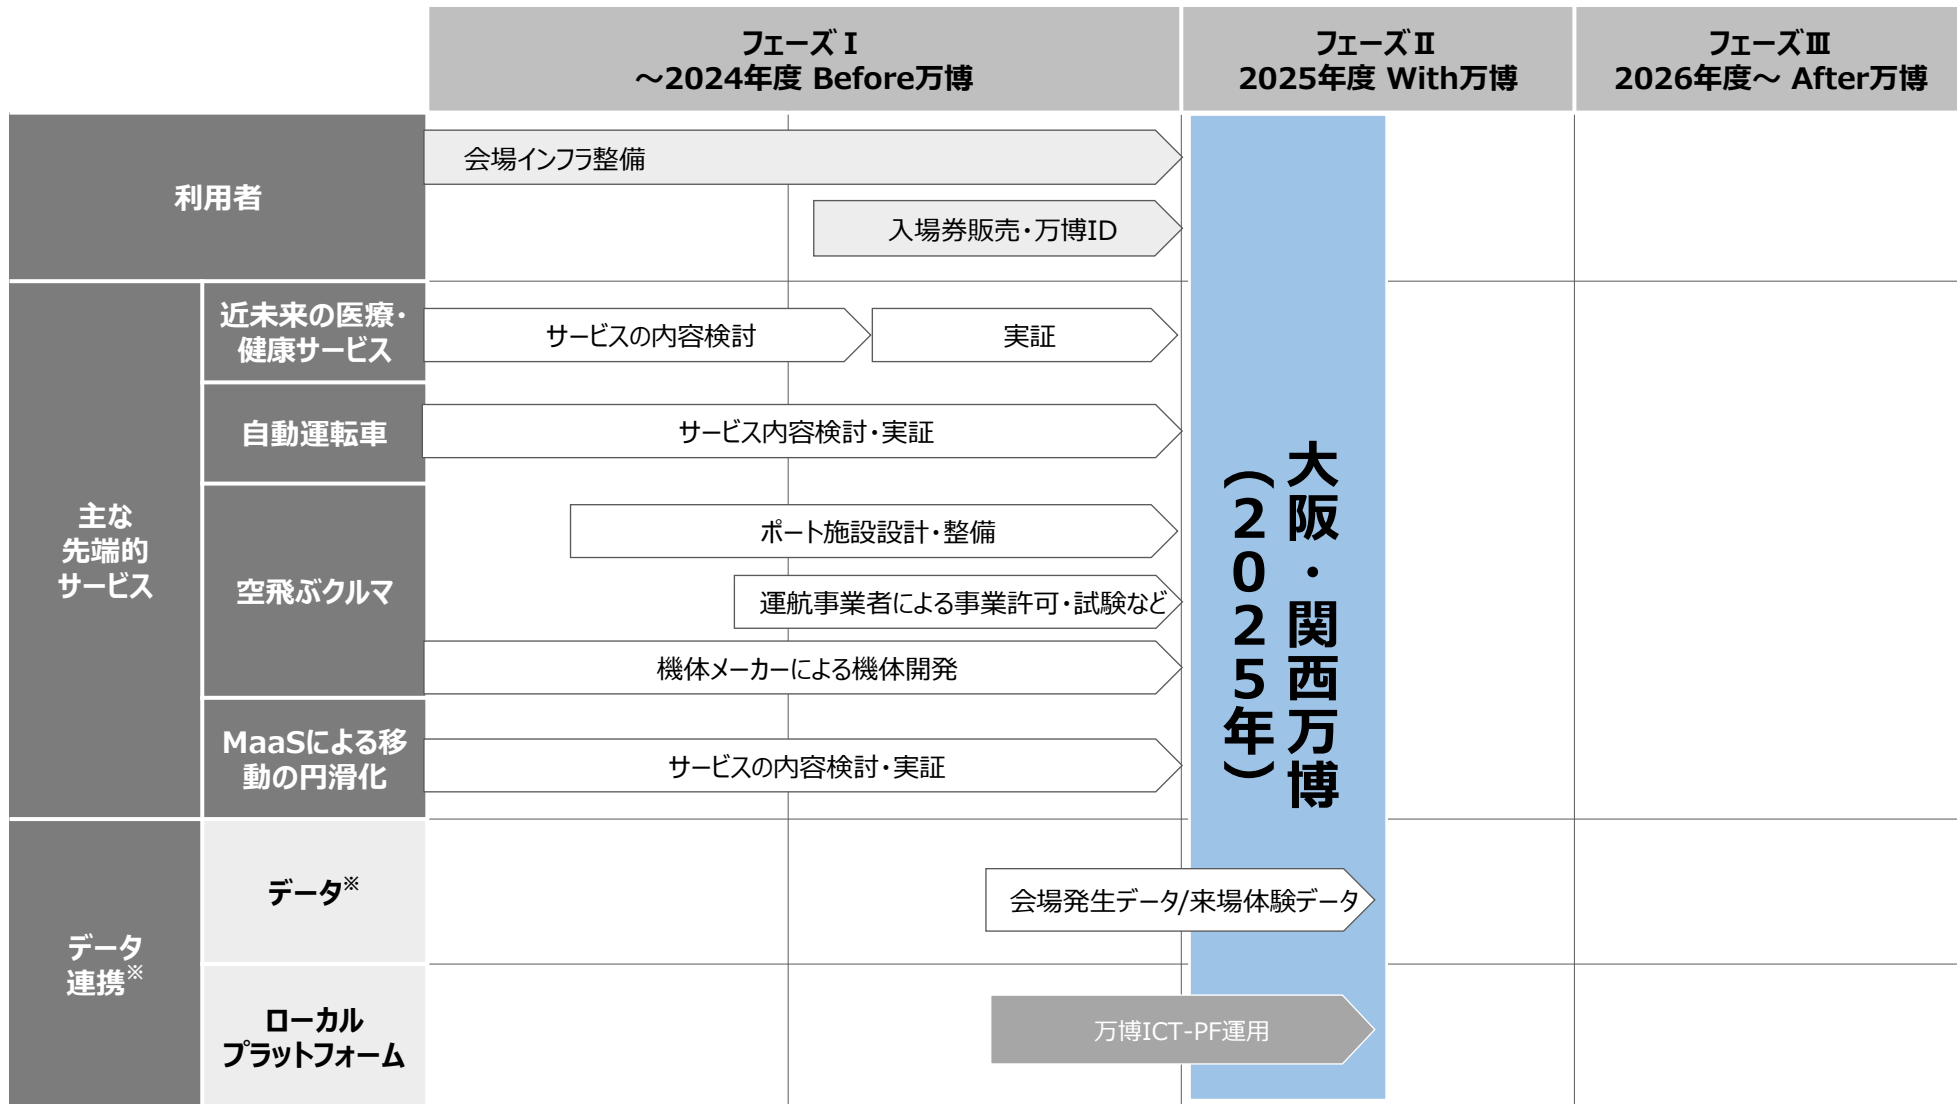 フェーズⅠ
～2024年度 Before万博
フェーズⅡ
2025年度 With万博
フェーズⅢ
2026年度～ After万博
利用者
会場インフラ整備
入場券販売・万博ID
主な
先端的
サービス
近未来の医療・
健康サービス
サービスの内容検討
実証
自動運転車
サービス内容検討・実証
空飛ぶクルマ
ポート施設設計・整備
運航事業者による事業許可・試験など
機体メーカーによる機体開発
MaaSによる移
動の円滑化
サービスの内容検討・実証
大阪・関西万博
（2025年）
データ
連携※
データ※
会場発生データ/来場体験データ
ローカル
プラットフォーム
万博ICT-PF運用